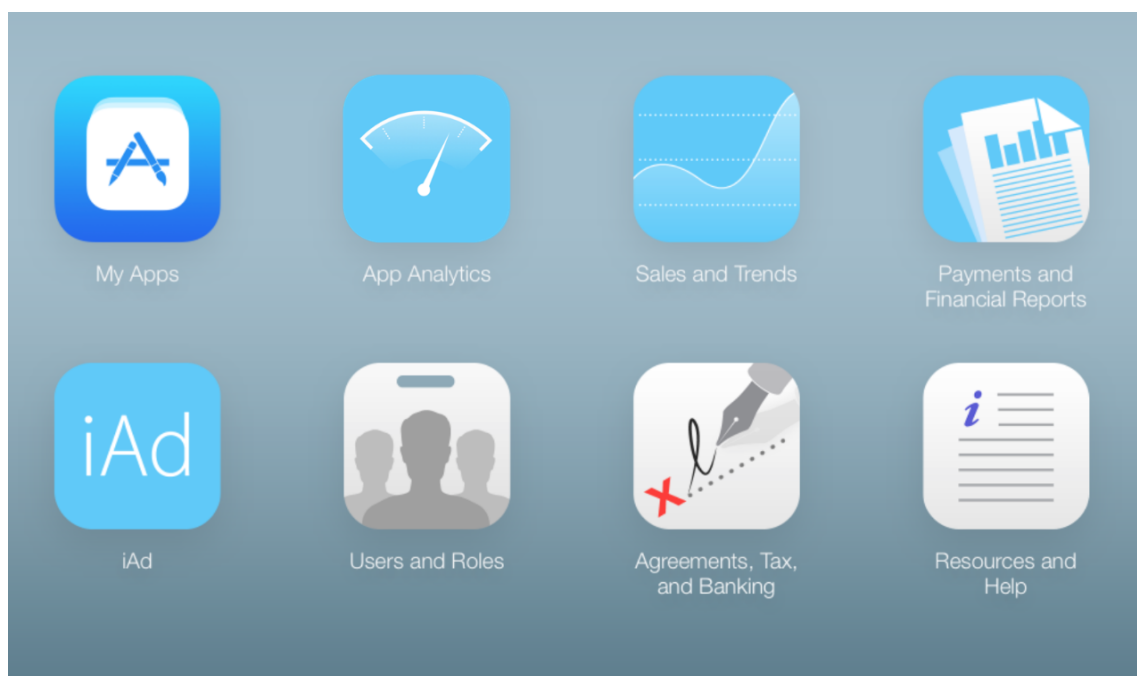 My Apps
App Analytics
Sales and Trends
Payments and
Financial Reports
iAd
iAd
Users and Roles
Agreements, Tax,
and Banking
Resources and
Help